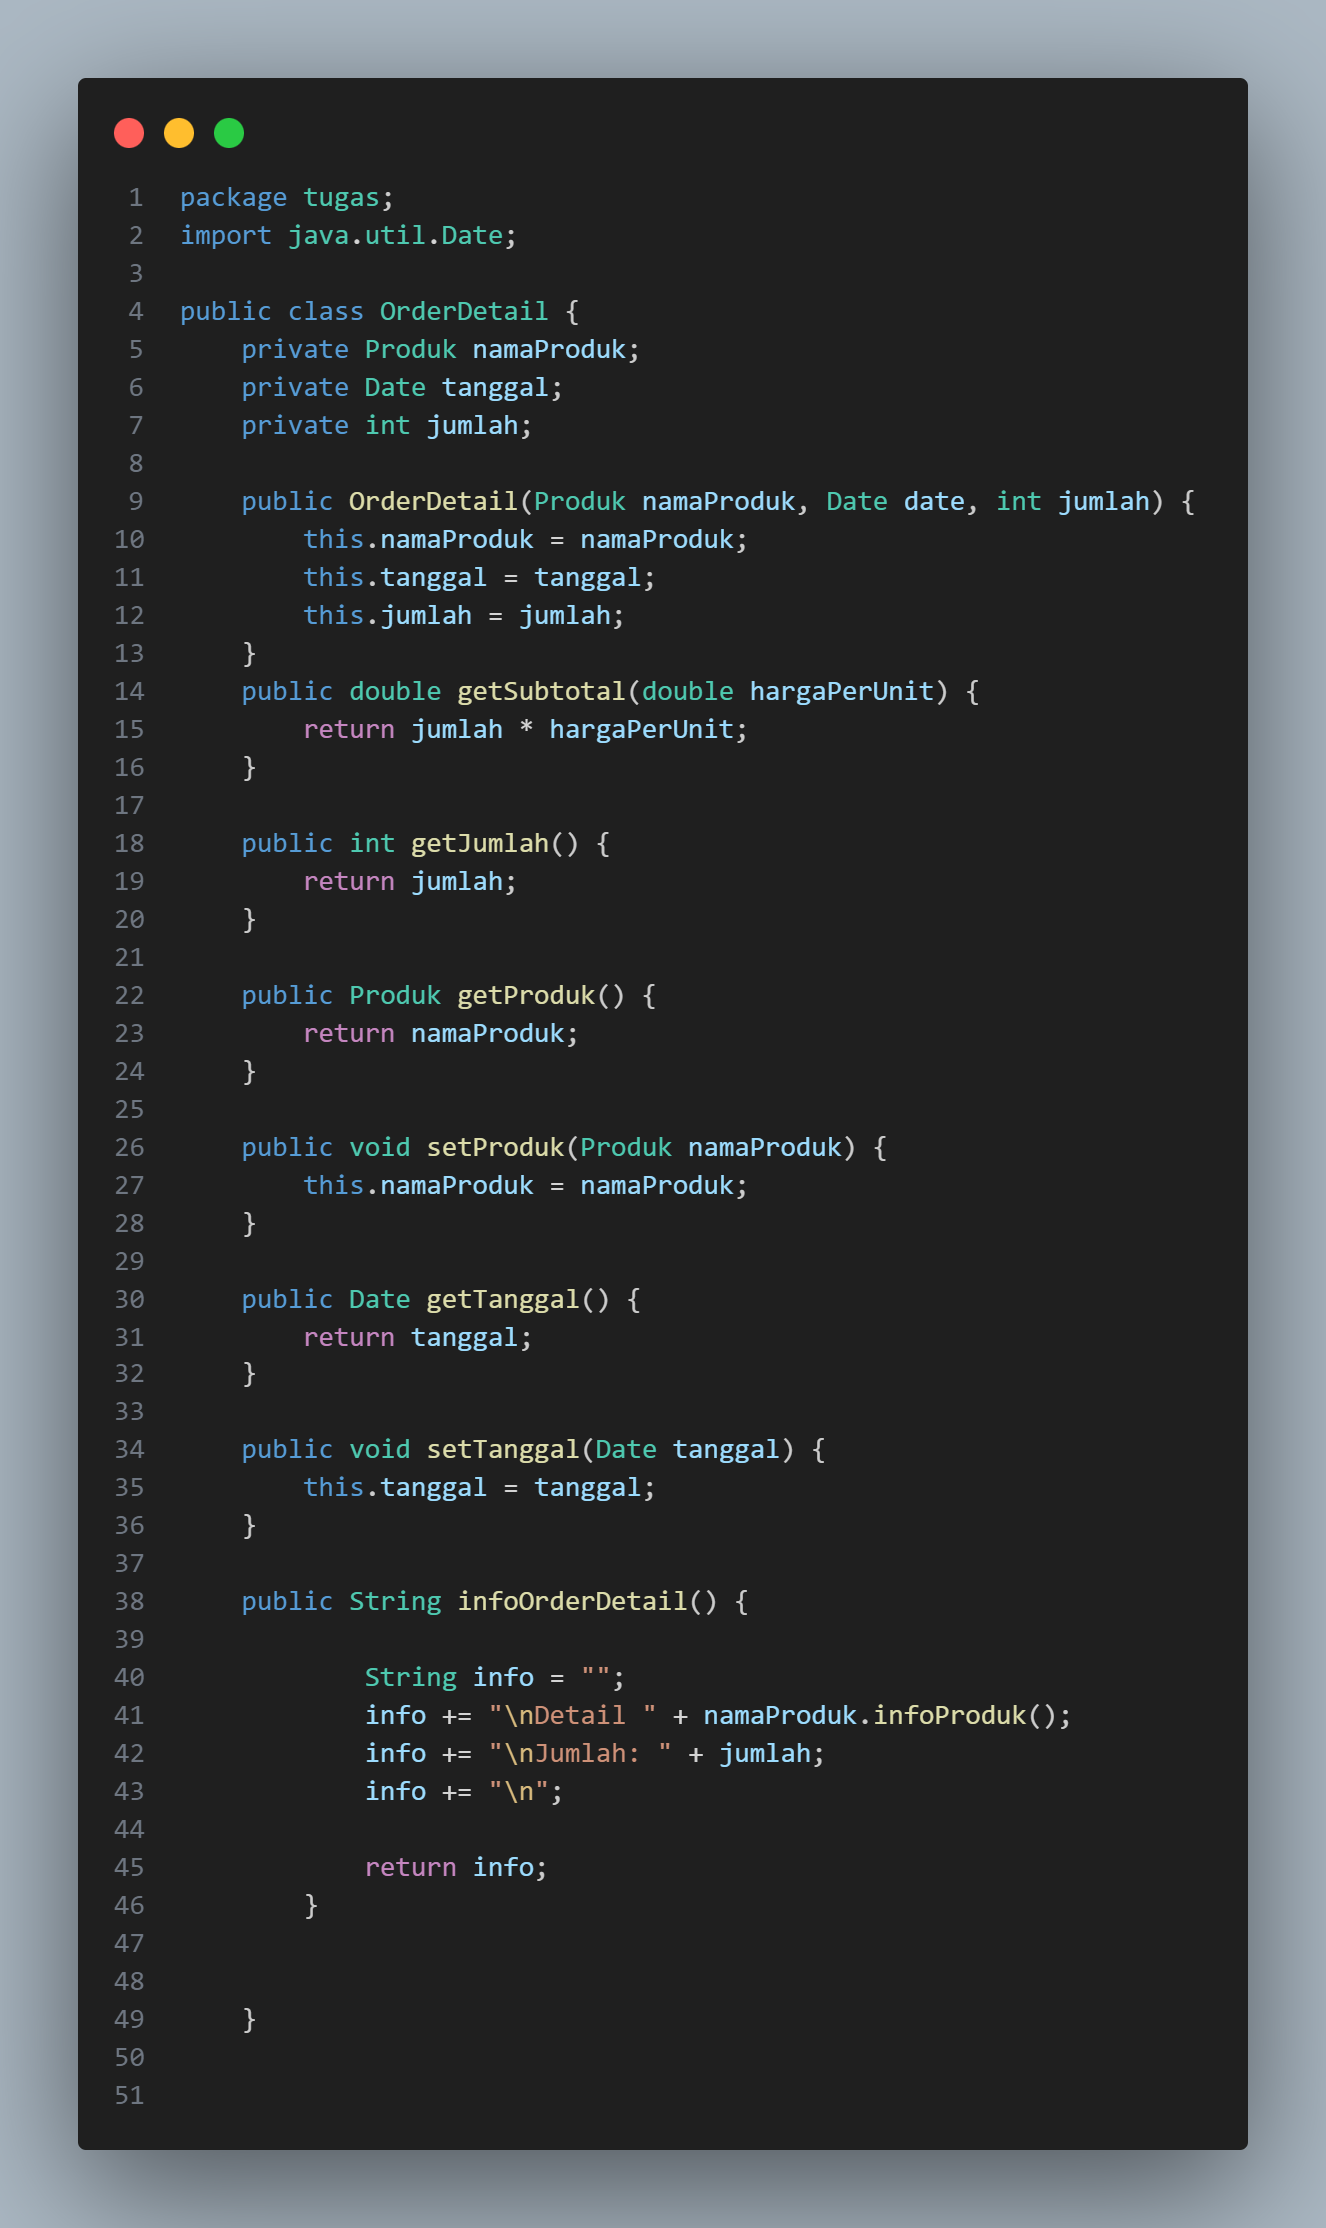 1 package tugas;
2 import java.util.Date;
3
4 public class OrderDetail {
5     private Produk namaProduk;
6     private Date tanggal;
7     private int jumlah;
8
9     public OrderDetail(Produk namaProduk, Date date, int jumlah) {
10         this.namaProduk = namaProduk;
11         this.tanggal = tanggal;
12         this.jumlah = jumlah;
13     }
14     public double getSubtotal(double hargaPerUnit) {
15         return jumlah * hargaPerUnit;
16     }
17
18     public int getJumlah() {
19         return jumlah;
20     }
21
22     public Produk getProduk() {
23         return namaProduk;
24     }
25
26     public void setProduk(Produk namaProduk) {
27         this.namaProduk = namaProduk;
28     }
29
30     public Date getTanggal() {
31         return tanggal;
32     }
33
34     public void setTanggal(Date tanggal) {
35         this.tanggal = tanggal;
36     }
37
38     public String infoOrderDetail() {
39
40             String info = "";
41             info += "\nDetail " + namaProduk.infoProduk();
42             info += "\nJumlah: " + jumlah;
43             info += "\n";
44
45             return info;
46         }
47
48
49     }
50
51